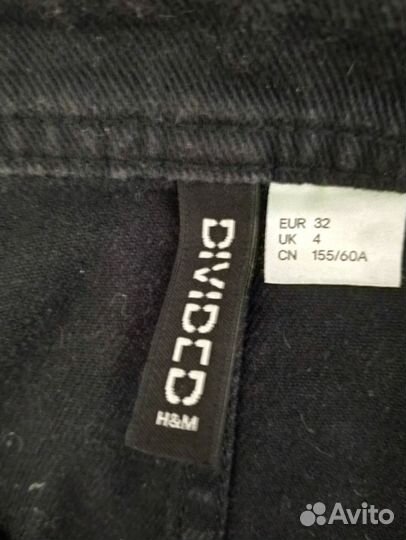 DIVIDED
H&M
EUR 32
UK 4
CN 155/60A
Avito